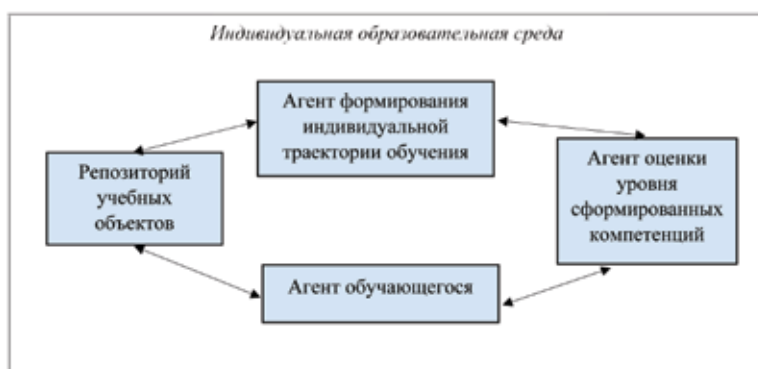 Индивидуальная образовательная среда
Агент формирования
индивидуальной
траектории обучения
Репозиторий
учебных
объектов
Агент оценки
уровня
сформированных
компетенций
Агент обучающегося